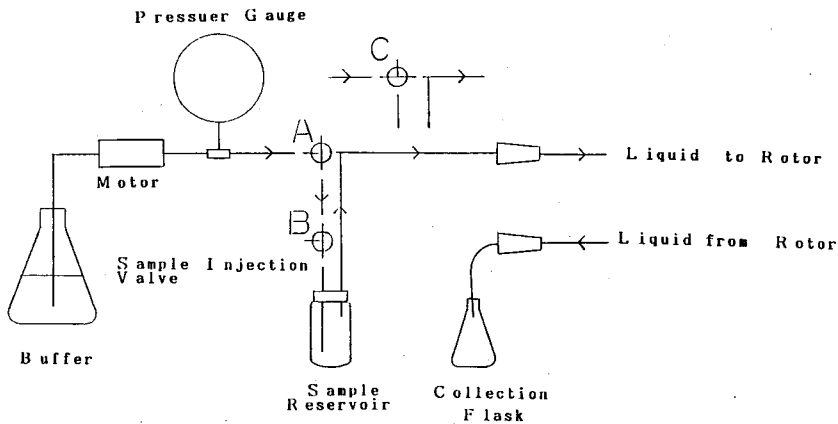 Pressuer Gauge
C
A
Motor
Liquid to Rotor
B
Liquid from Rotor
Sample Injection
Valve
Buffer
Sample
Reservoir
Collection
Flask